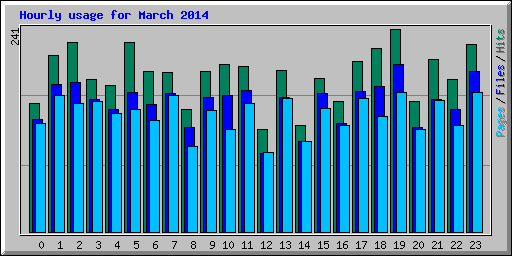 Hourly usage for March 2014
241
Pages / Files / Hits
0 1 2 3 4 5 6 7 8 9 10 11 12 13 14 15 16 17 18 19 20 21 22 23